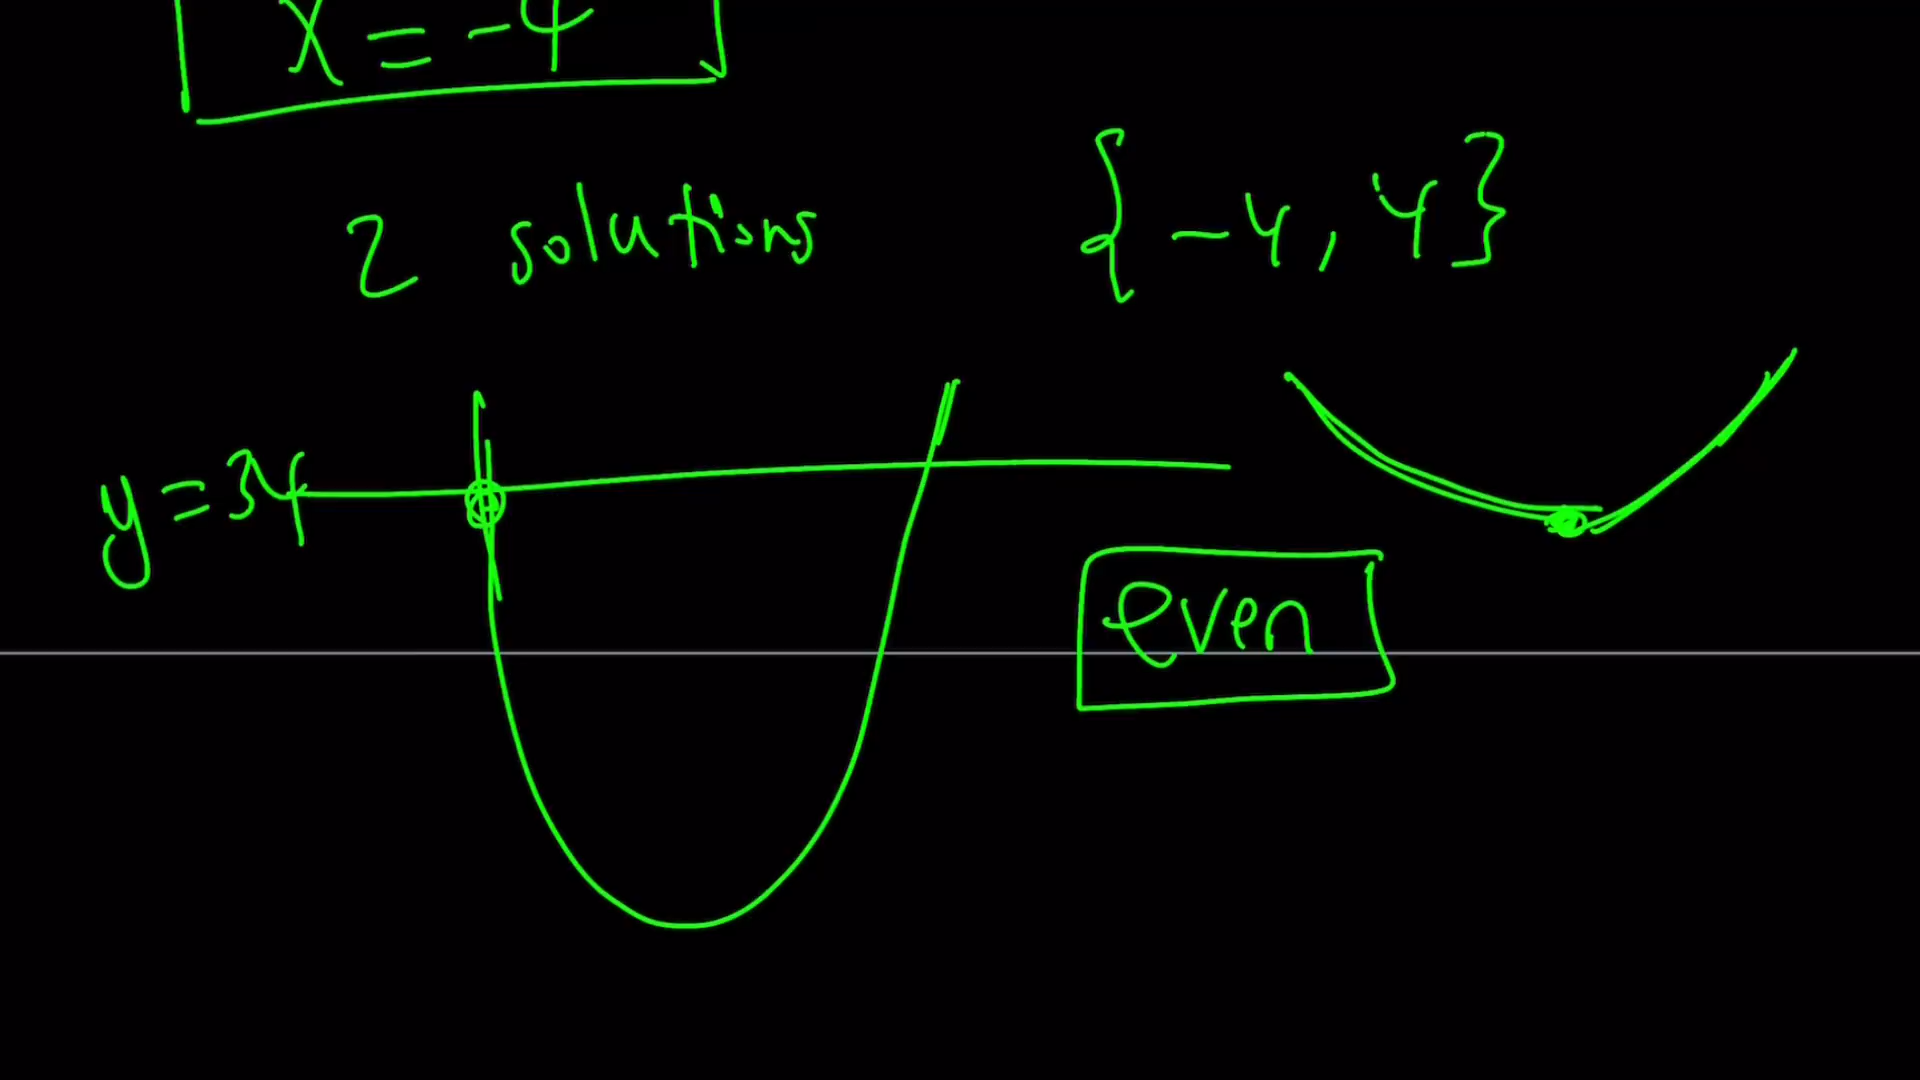 x = -4
2 solutions {-4, 4}
y = 34
even